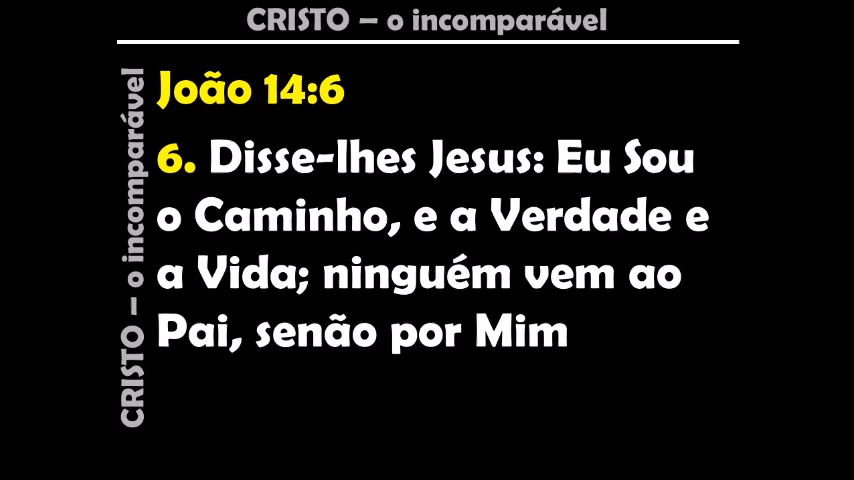 CRISTO – o incomparável
CRISTO – o incomparável
João 14:6
6. Disse-lhes Jesus: Eu Sou
o Caminho, e a Verdade e
a Vida; ninguém vem ao
Pai, senão por Mim